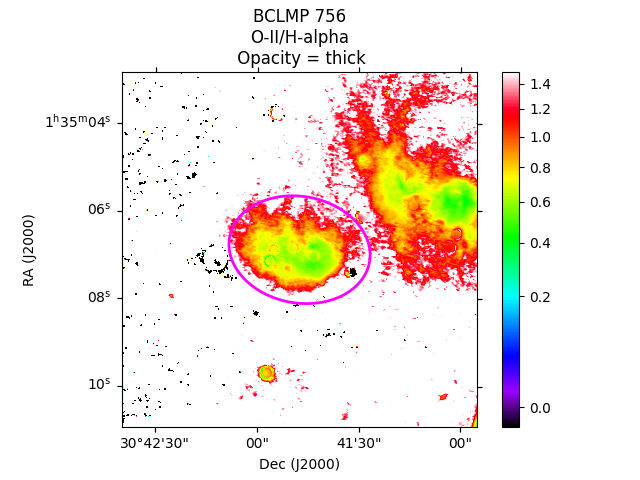 BCLMP 756
O-II/H-alpha
Opacity = thick
1ʰ35ᵐ04ˢ
06ˢ
08ˢ
10ˢ
RA (J2000)
30°42'30"
00"
41'30"
00"
Dec (J2000)
1.4
1.2
1.0
0.8
0.6
0.4
0.2
0.0